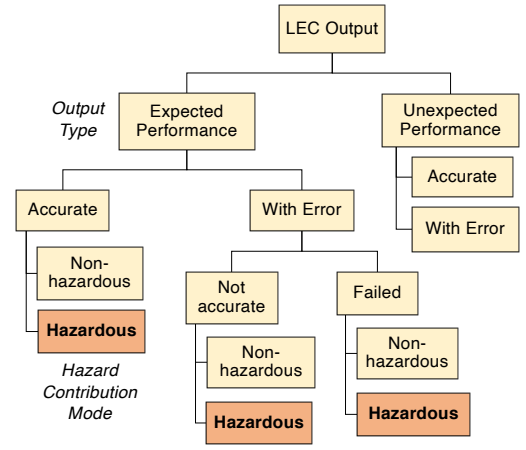 LEC Output
Output
Type
Expected
Performance
Unexpected
Performance
Accurate
With Error
Accurate
With Error
Non-
hazardous
Hazardous
Hazard
Contribution
Mode
Not
accurate
Failed
Non-
hazardous
Hazardous
Non-
hazardous
Hazardous